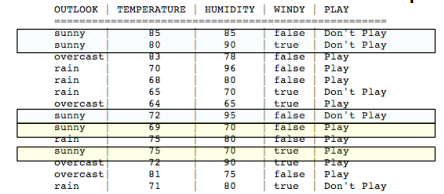 OUTLOOK | TEMPERATURE | HUMIDITY | WINDY | PLAY
=====================================================
sunny | 85 | 85 | false | Don't Play
sunny | 80 | 90 | true | Don't Play
overcast| 83 | 78 | false | Play
rain | 70 | 96 | false | Play
rain | 68 | 80 | false | Play
rain | 65 | 70 | true | Don't Play
overcast| 64 | 65 | true | Play
sunny | 72 | 95 | false | Don't Play
sunny | 69 | 70 | false | Play
rain | 75 | 80 | false | Play
sunny | 75 | 70 | true | Play
overcast| 72 | 90 | true | Play
overcast| 81 | 75 | false | Play
rain | 71 | 80 | true | Don't Play